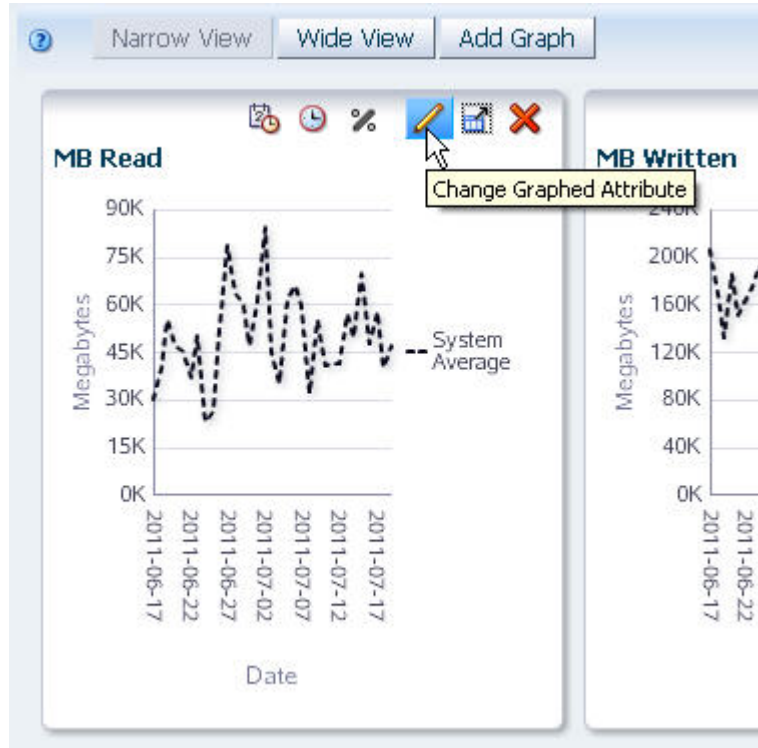 Narrow View
Wide View
Add Graph
MB Read
MB Written
Change Graphed Attribute
90K
75K
60K
45K
30K
15K
0K
Megabytes
System
Average
2011-06-17
2011-06-22
2011-06-27
2011-07-02
2011-07-07
2011-07-12
2011-07-17
Date
240K
200K
160K
120K
80K
40K
0K
Megabytes
2011-06-17
2011-06-22